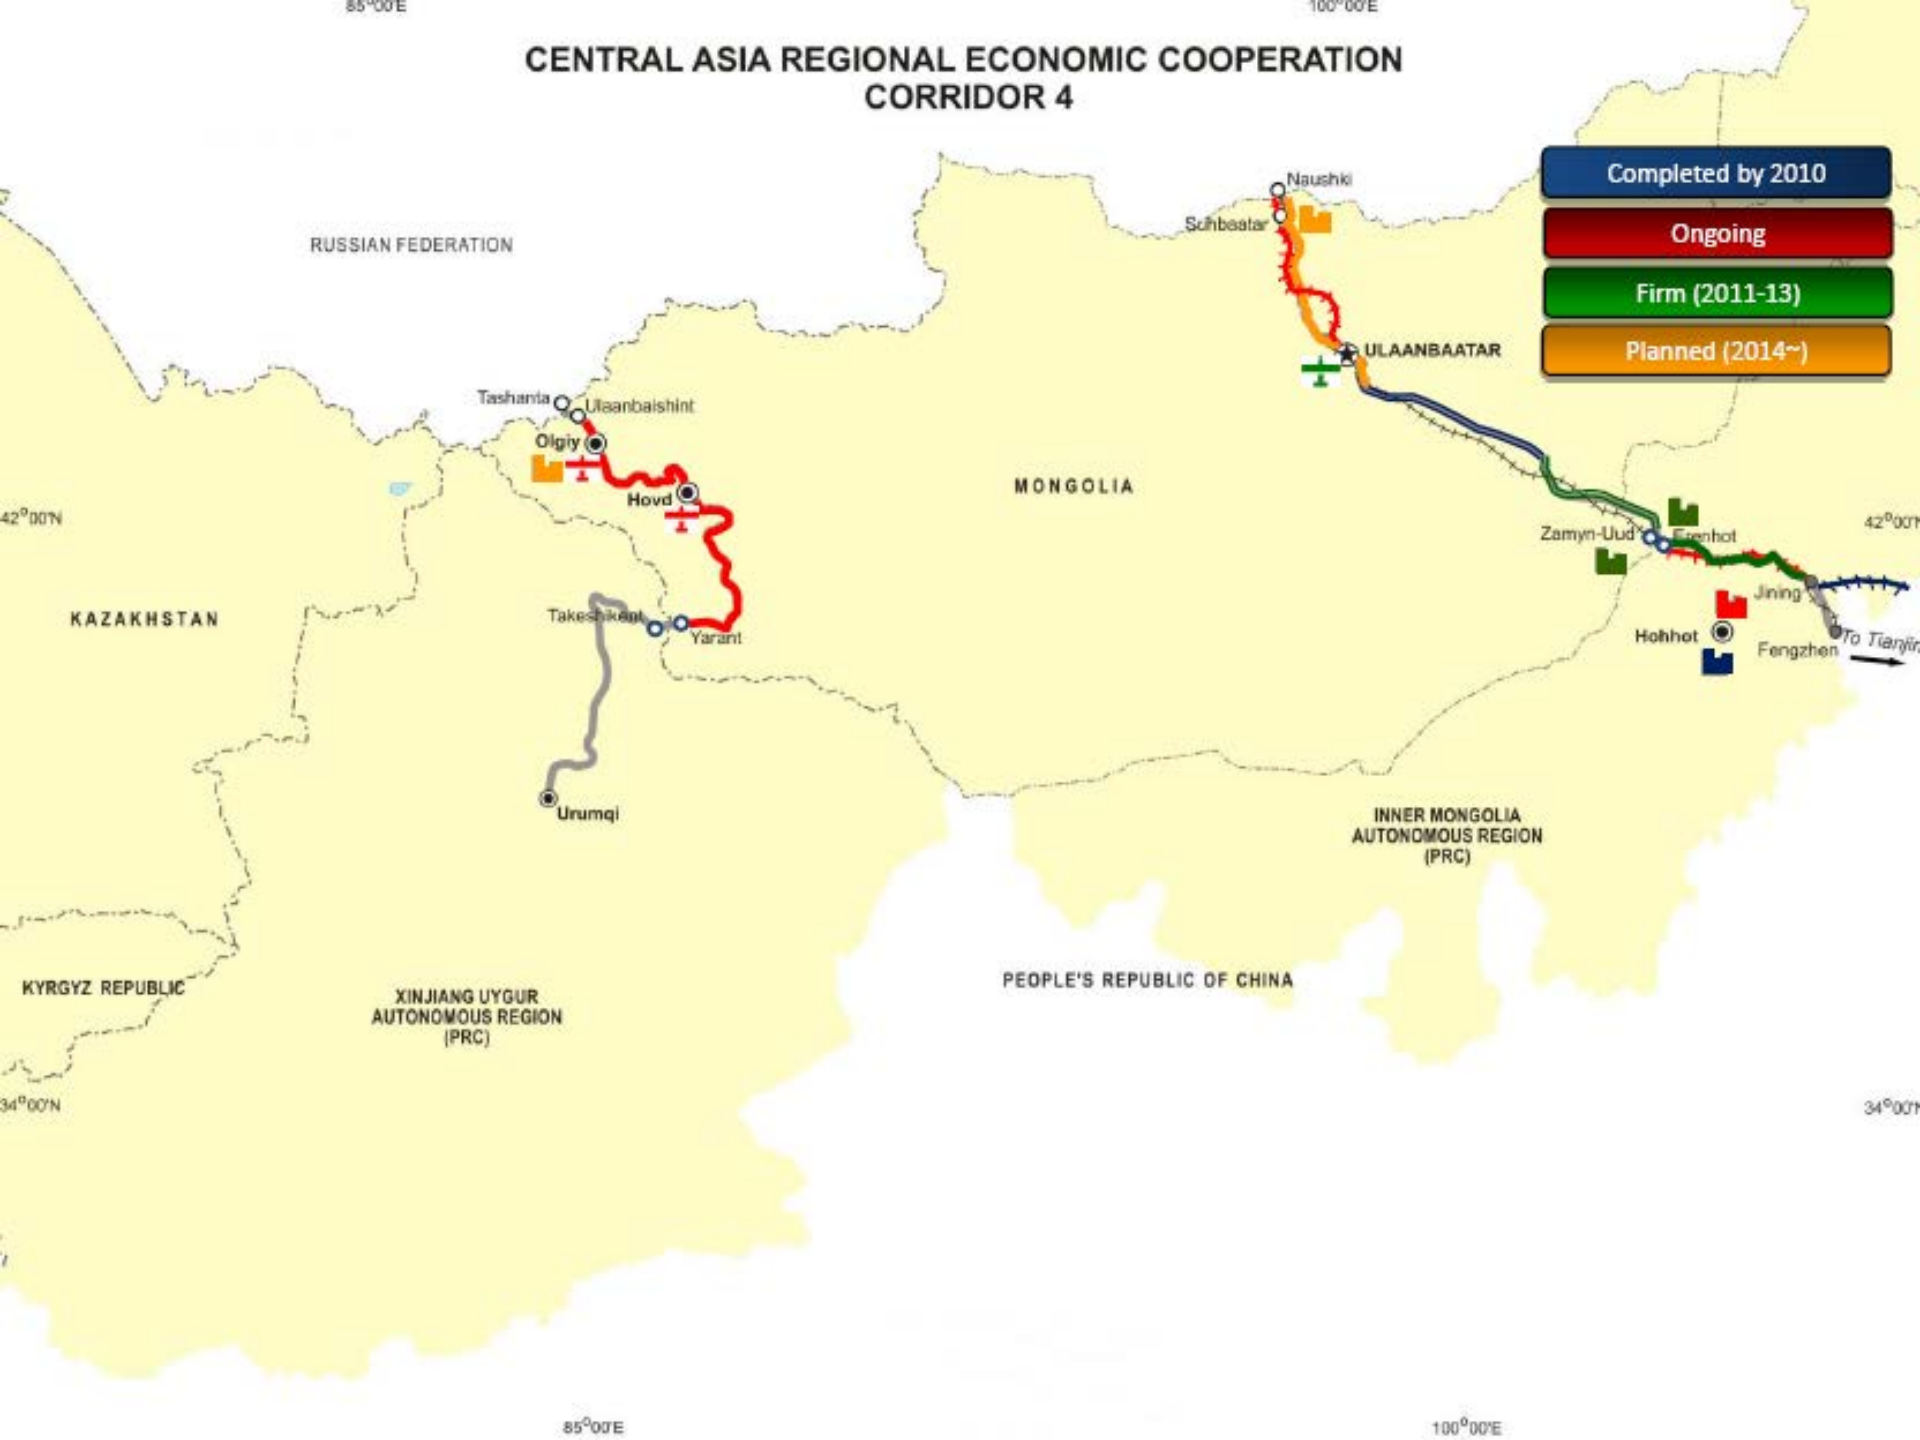 85°00'E
100°00'E
CENTRAL ASIA REGIONAL ECONOMIC COOPERATION
CORRIDOR 4
Completed by 2010
Ongoing
Firm (2011-13)
Planned (2014~)
Naushki
Suhbaatar
RUSSIAN FEDERATION
ULAANBAATAR
Tashanta
Ulaanbaishint
Olgiy
Hovd
MONGOLIA
42°00'N
42°00'N
Zamyn-Uud
Erenhot
KAZAKHSTAN
Takeshikent
Yarant
Jining
Hohhot
Fengzhen
To Tianjin
Urumqi
INNER MONGOLIA
AUTONOMOUS REGION
(PRC)
KYRGYZ REPUBLIC
XINJIANG UYGUR
AUTONOMOUS REGION
(PRC)
PEOPLE'S REPUBLIC OF CHINA
34°00'N
34°00'N
85°00'E
100°00'E